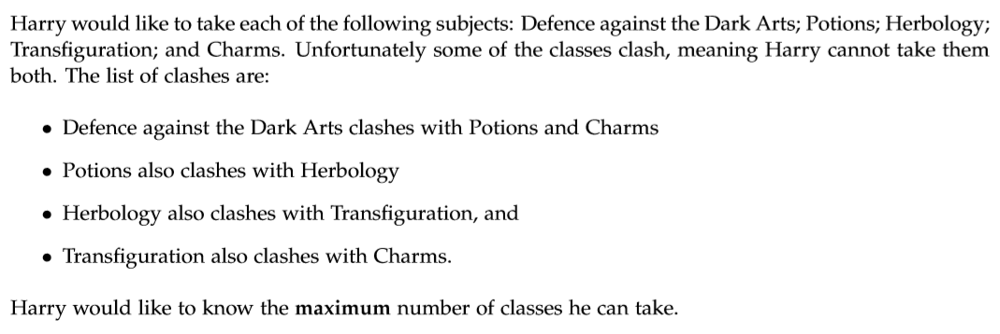 Harry would like to take each of the following subjects: Defence against the Dark Arts; Potions; Herbology;
Transfiguration; and Charms. Unfortunately some of the classes clash, meaning Harry cannot take them
both. The list of clashes are:
• Defence against the Dark Arts clashes with Potions and Charms
• Potions also clashes with Herbology
• Herbology also clashes with Transfiguration, and
• Transfiguration also clashes with Charms.
Harry would like to know the maximum number of classes he can take.